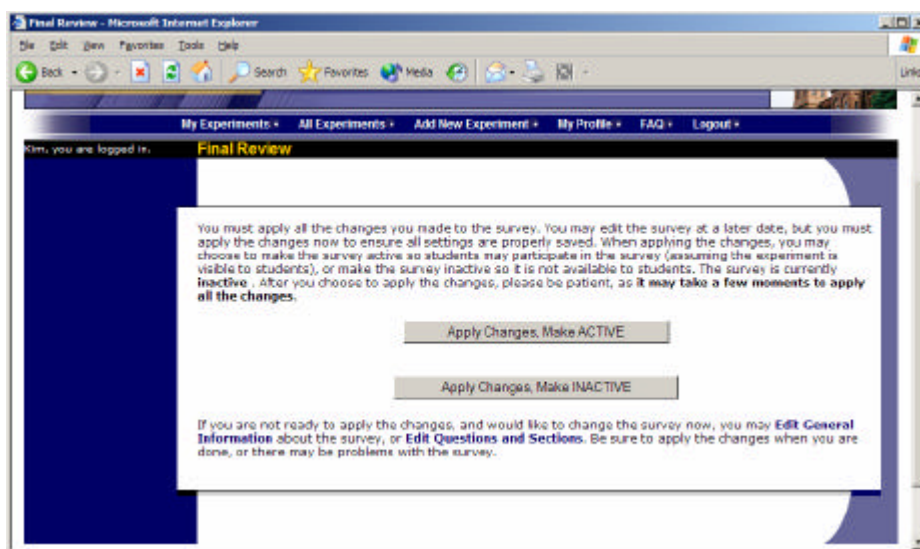 Final Review - Microsoft Internet Explorer
File Edit View Favorites Tools Help
Back Search Favorites Media Links
My Experiments All Experiments Add New Experiment My Profile FAQ Logout
Kim, you are logged in. Final Review
You must apply all the changes you made to the survey. You may edit the survey at a later date, but you must
apply the changes now to ensure all settings are properly saved. When applying the changes, you may
choose to make the survey active so students may participate in the survey (assuming the experiment is
visible to students), or make the survey inactive so it is not available to students. The survey is currently
inactive . After you choose to apply the changes, please be patient, as it may take a few moments to apply
all the changes.
Apply Changes, Make ACTIVE
Apply Changes, Make INACTIVE
If you are not ready to apply the changes, and would like to change the survey now, you may Edit General
Information about the survey, or Edit Questions and Sections. Be sure to apply the changes when you are
done, or there may be problems with the survey.